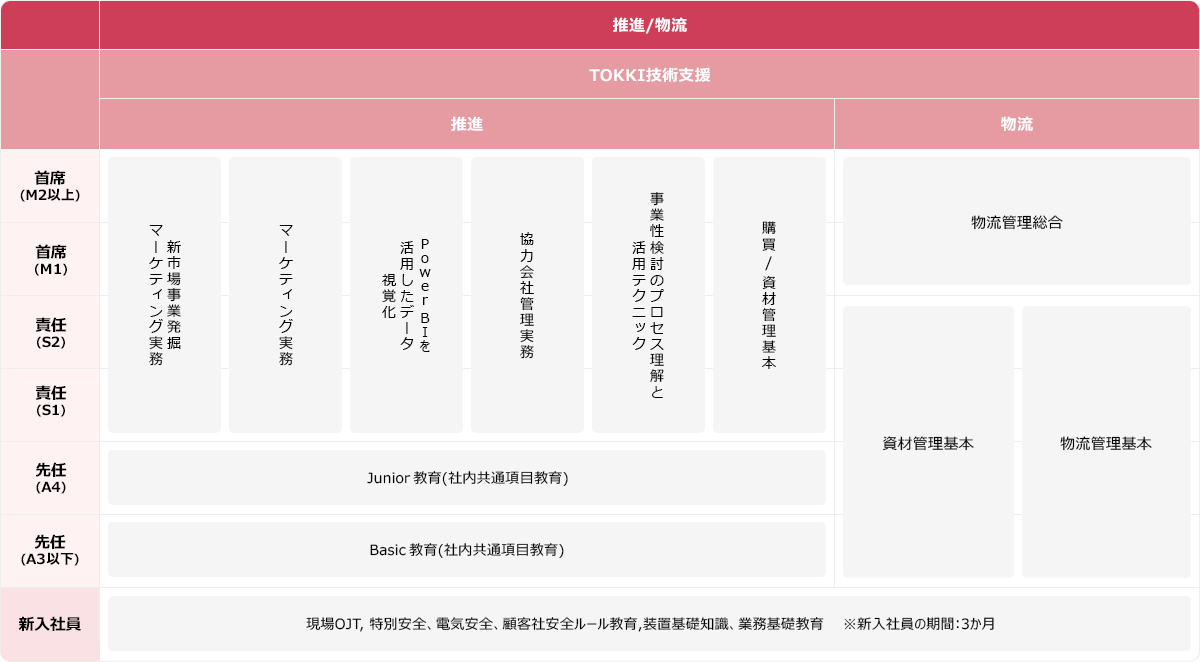 推進/物流
TOKKI技術支援
推進
物流
首席
(M2以上)
首席
(M1)
責任
(S2)
責任
(S1)
先任
(A4)
先任
(A3以下)
新入社員
新市場事業発掘
マーケティング実務
マーケティング実務
PowerBIを
活用したデータ
視覚化
協力会社管理実務
事業性検討のプロセス理解と
活用テクニック
購買/資材管理基本
物流管理総合
資材管理基本
物流管理基本
Junior 教育(社内共通項目教育)
Basic 教育(社内共通項目教育)
現場OJT, 特別安全、電気安全、顧客社安全ルール教育,装置基礎知識、業務基礎教育　※新入社員の期間：3か月